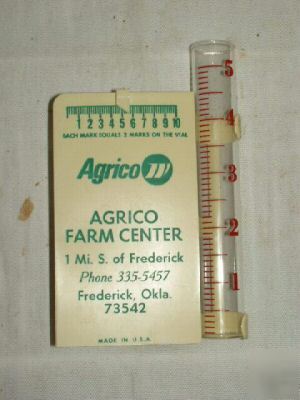 1 2 3 4 5 6 7 8 9 10
EACH MARK EQUALS 2 MARKS ON THE VIAL
Agrico
AGRICO
FARM CENTER
1 Mi. S. of Frederick
Phone 335-5457
Frederick, Okla.
73542
MADE IN U.S.A.
5
4
3
2
1